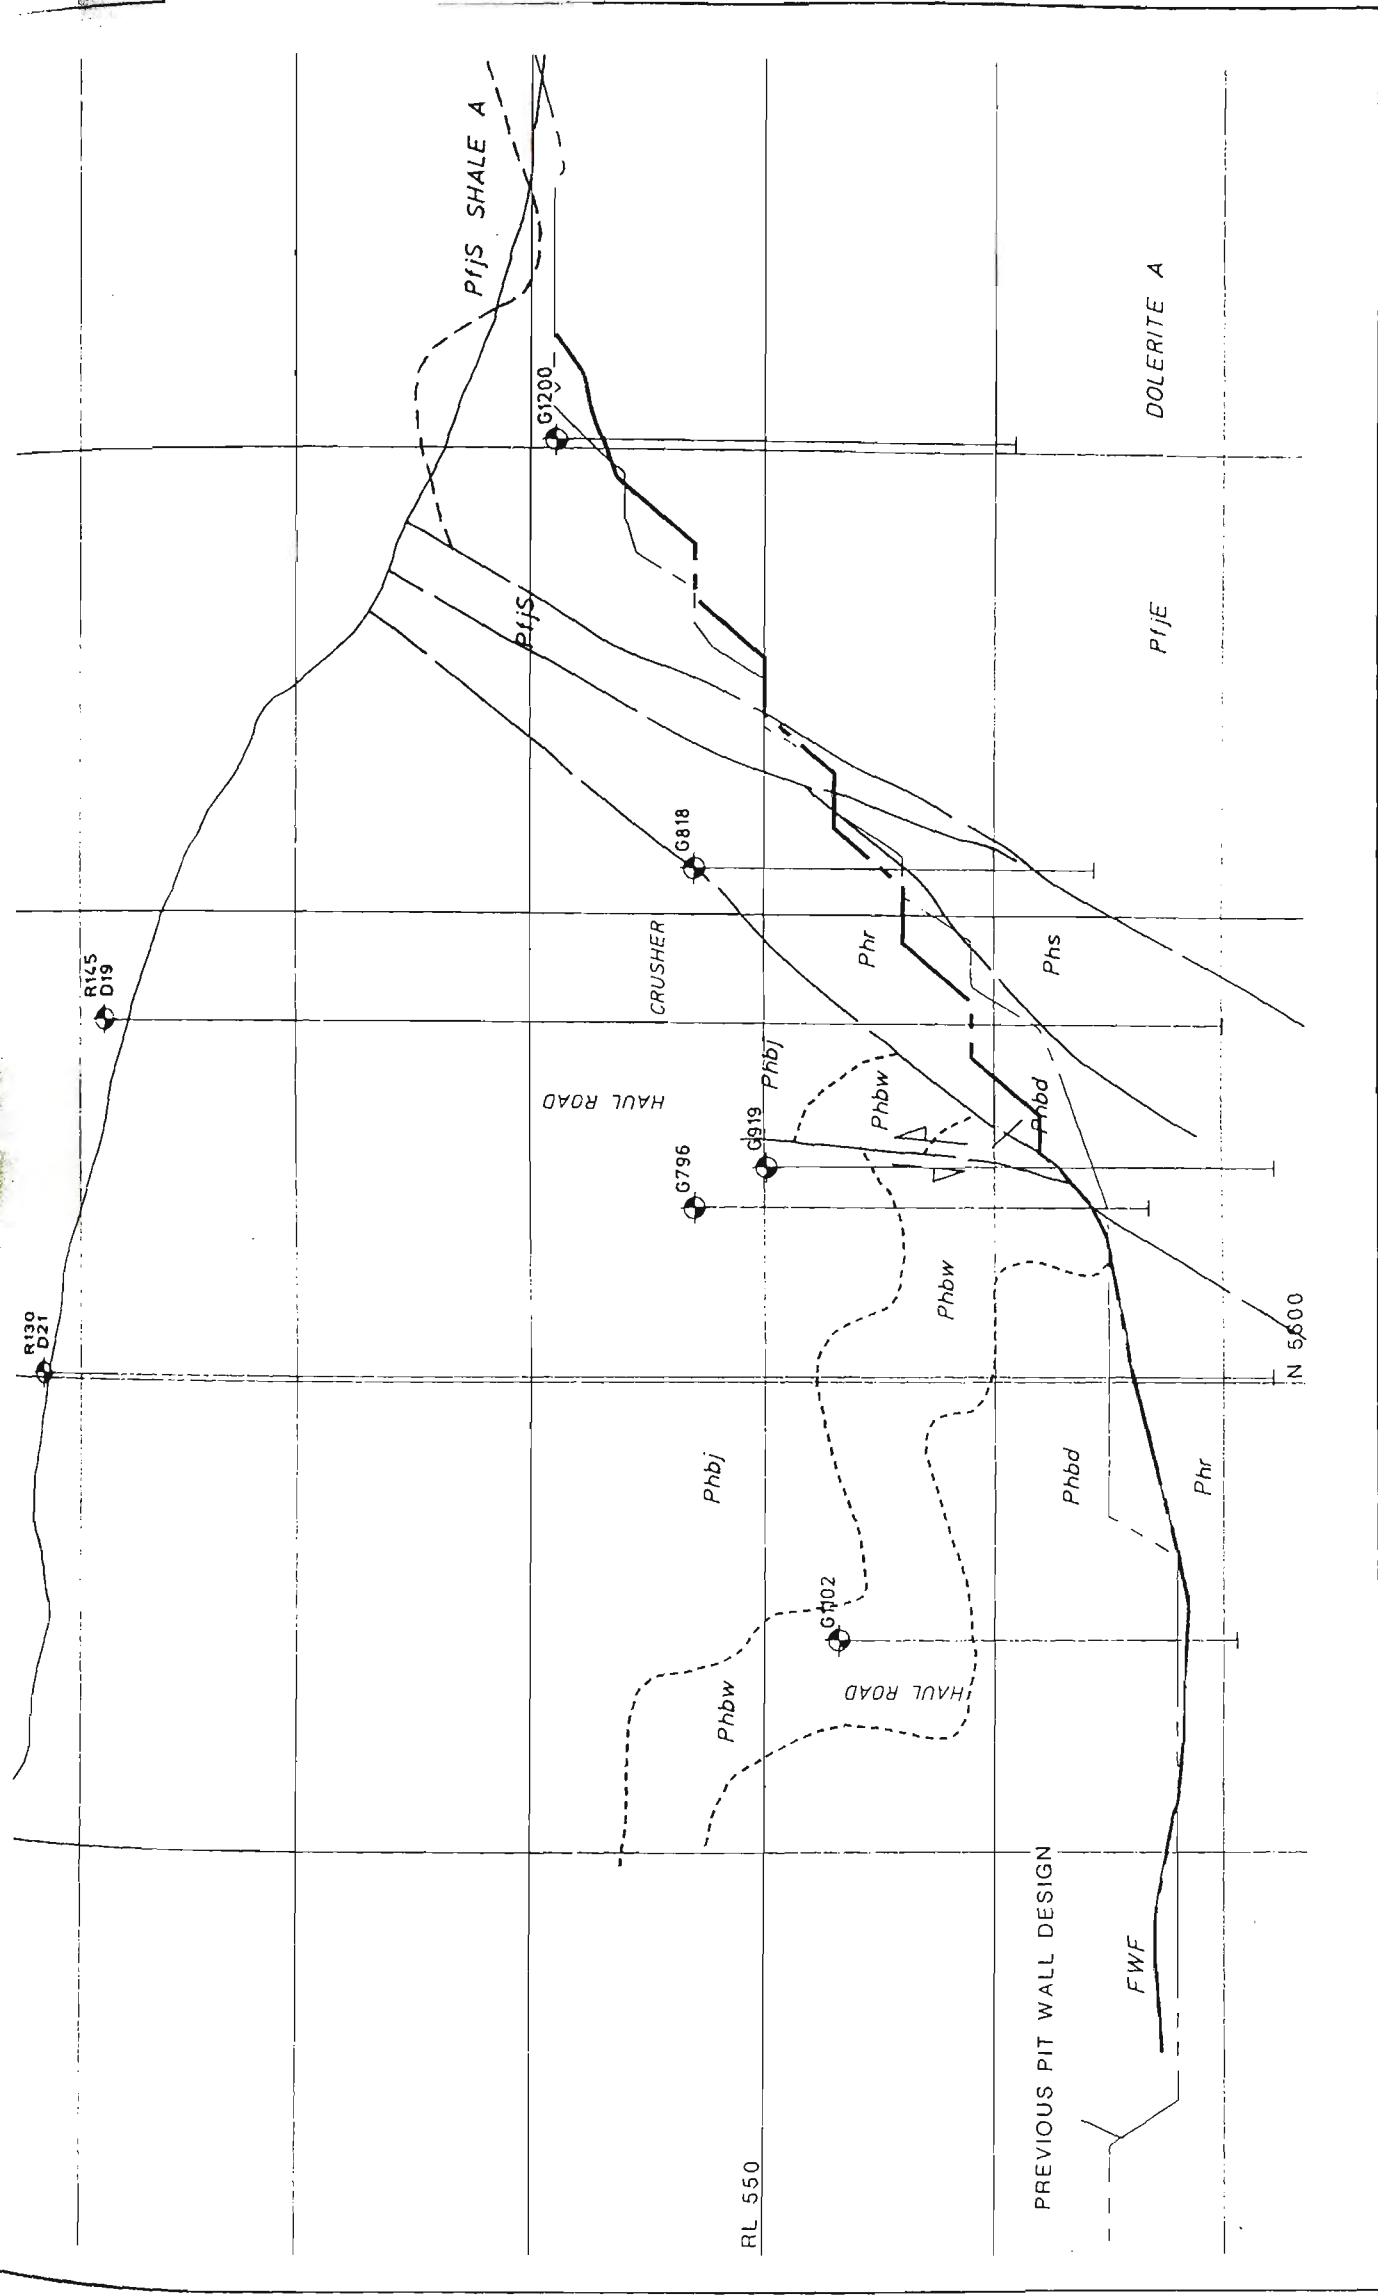 R130
D21
R145
D19
PfjS SHALE A
PfjS
G1200
G818
CRUSHER
HAUL ROAD
G796
G919
Phbj
Phbw
Phr
Phs
Phbd
DOLERITE A
PfjE
Phbw
Phbj
G1102
Phbw
HAUL ROAD
Phbd
Phr
N 5600
RL 550
PREVIOUS PIT WALL DESIGN
FWF